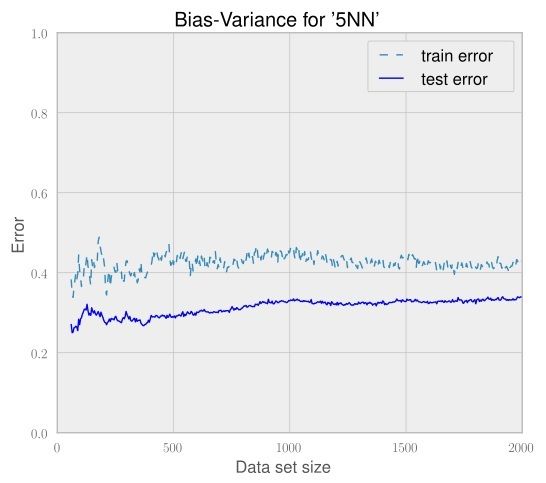 Bias-Variance for '5NN'
train error
test error
Error
1.0
0.8
0.6
0.4
0.2
0.0
0
500
1000
1500
2000
Data set size